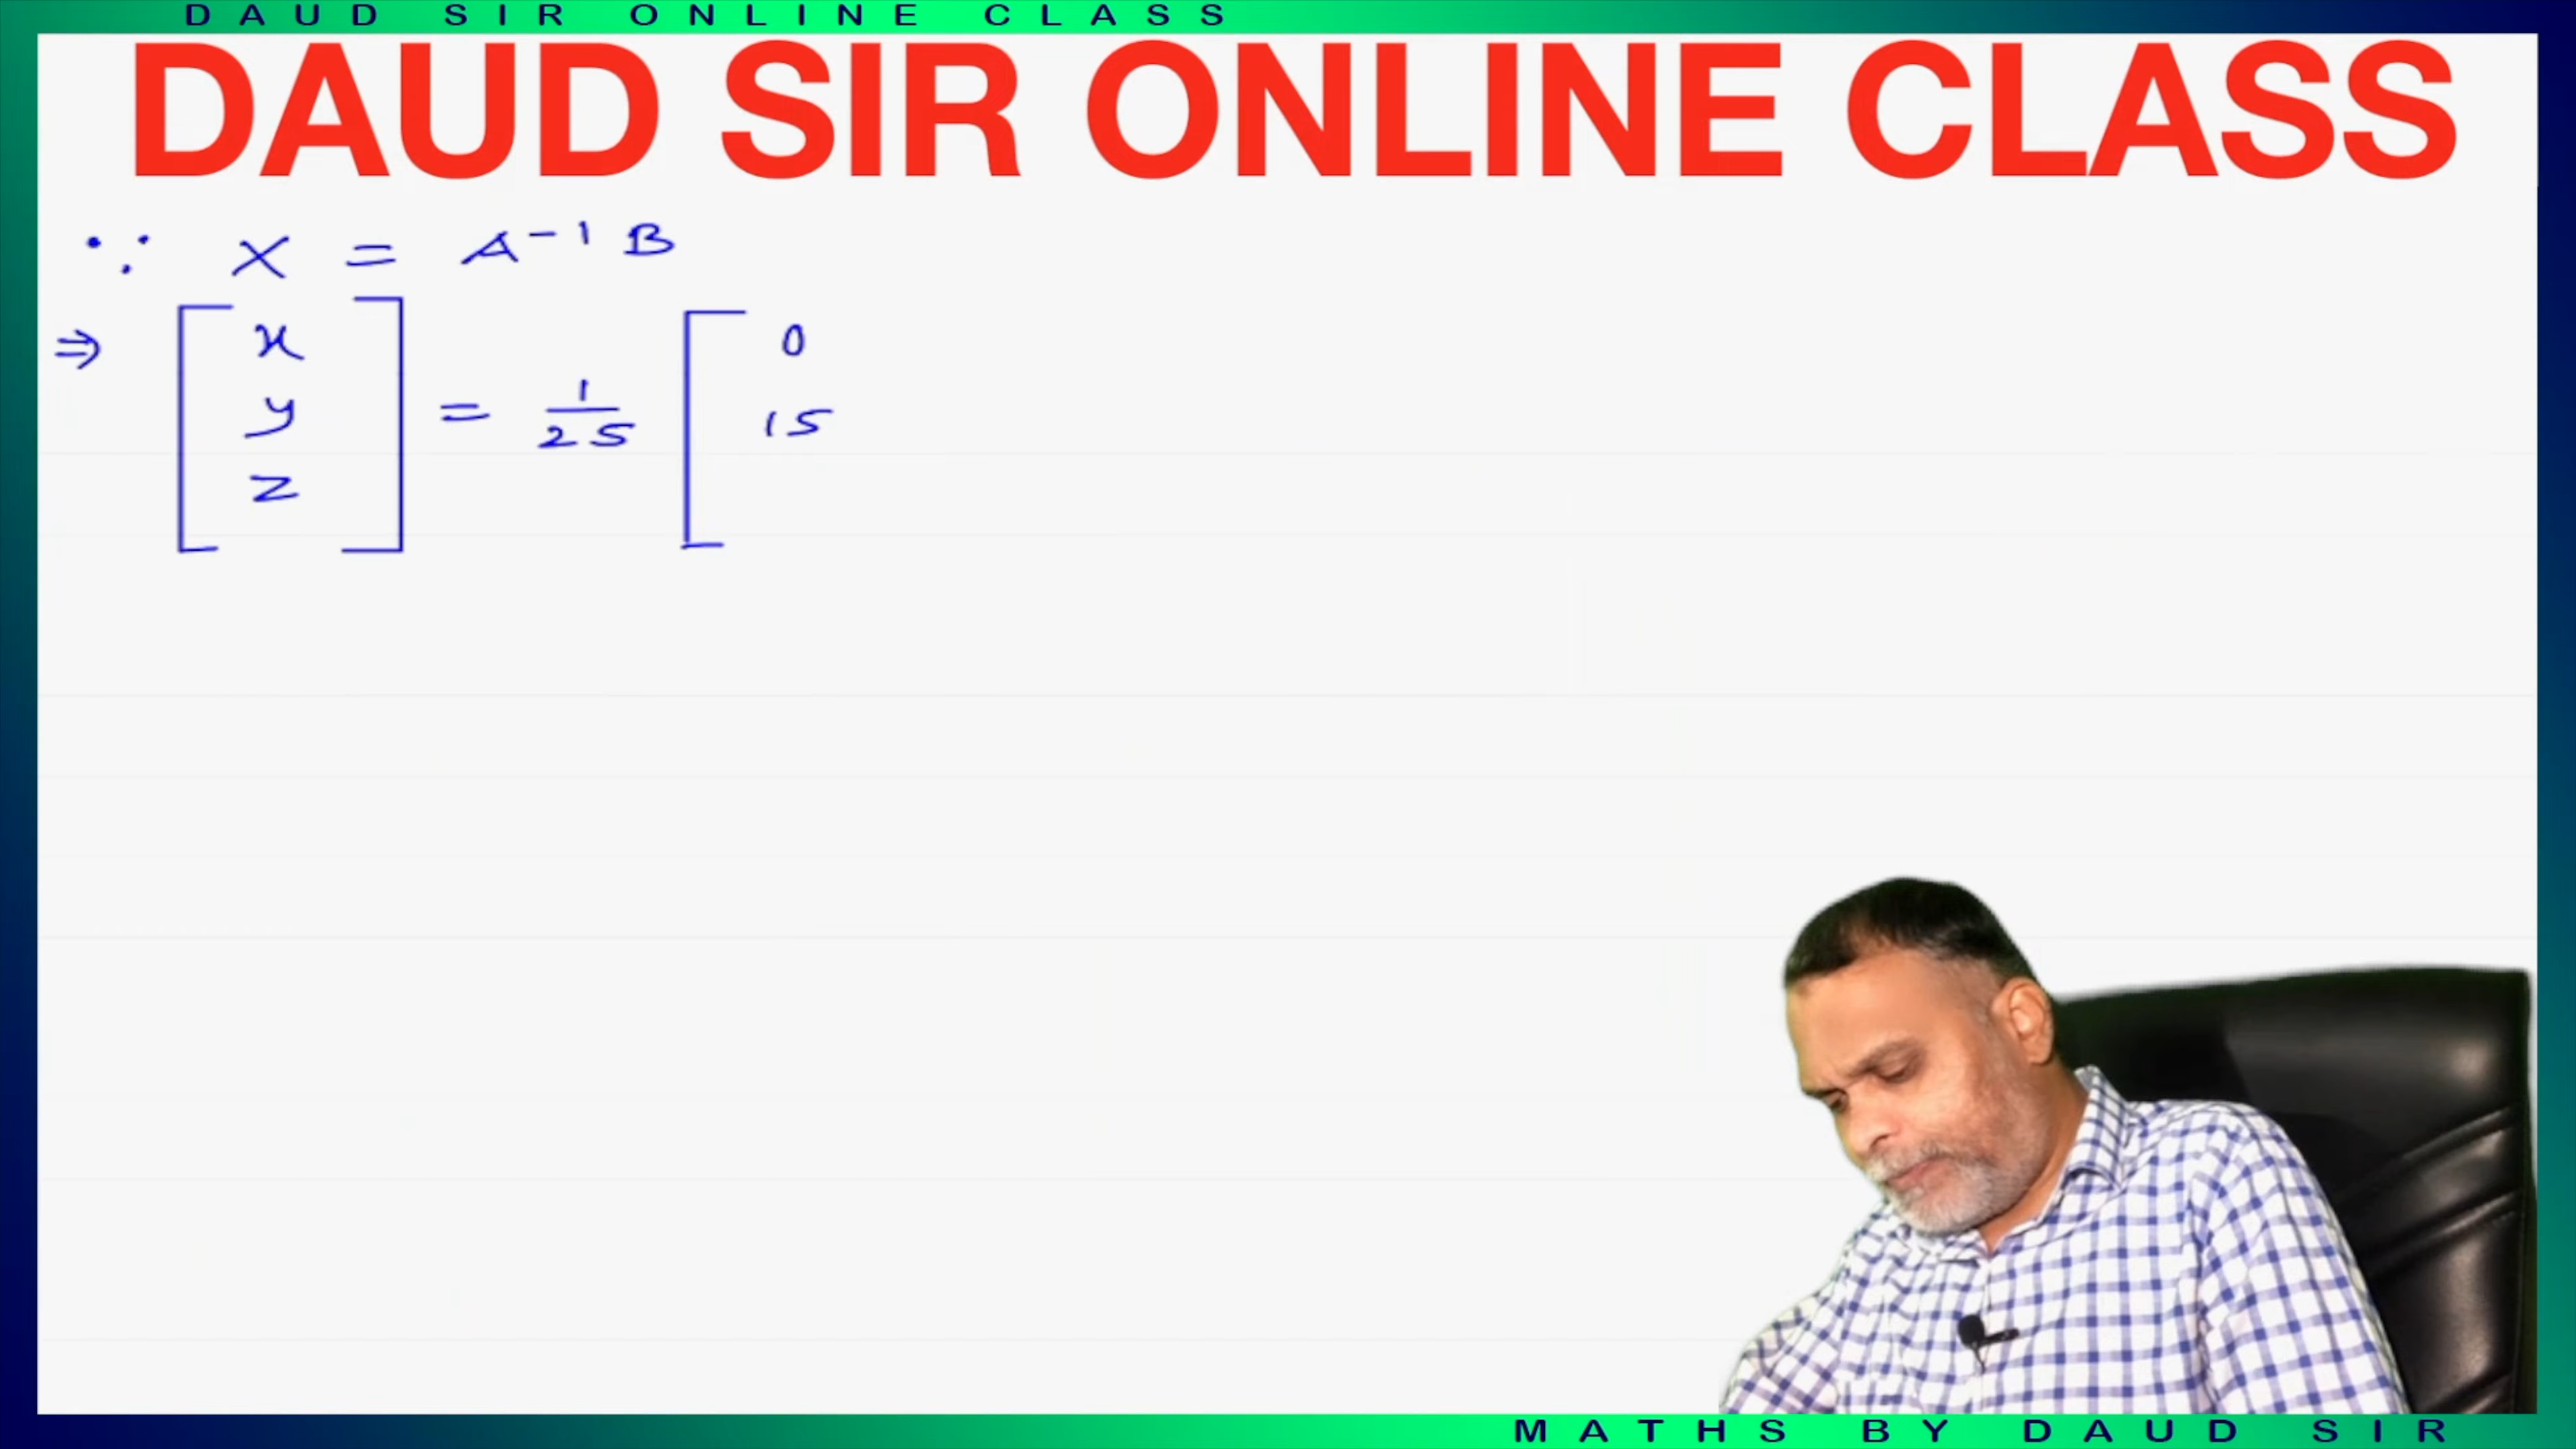 DAUD SIR ONLINE CLASS
DAUD SIR ONLINE CLASS
∵ X = A⁻¹ B
⇒ [ x y z ] = 1/25 [ 0 15
MATHS BY DAUD SIR